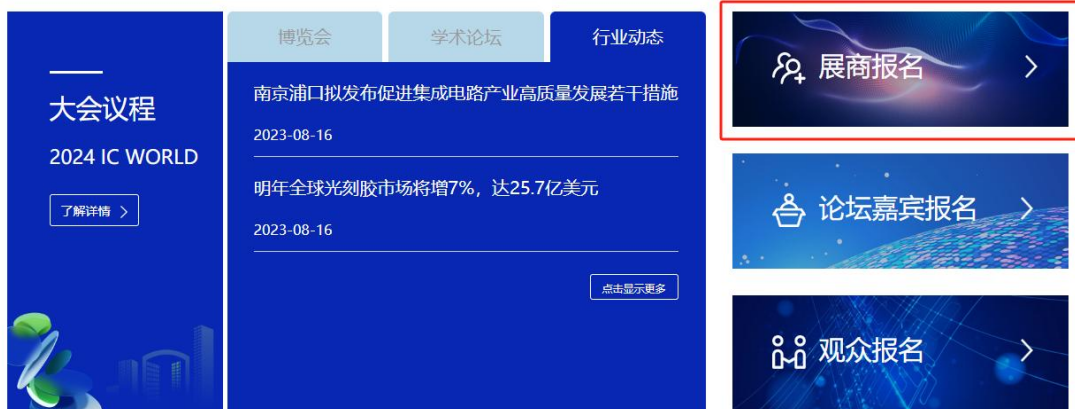 大会议程
2024 IC WORLD
了解详情 >
博览会
学术论坛
行业动态
南京浦口拟发布促进集成电路产业高质量发展若干措施
2023-08-16
明年全球光刻胶市场将增7%，达25.7亿美元
2023-08-16
点击显示更多
展商报名
论坛嘉宾报名
观众报名